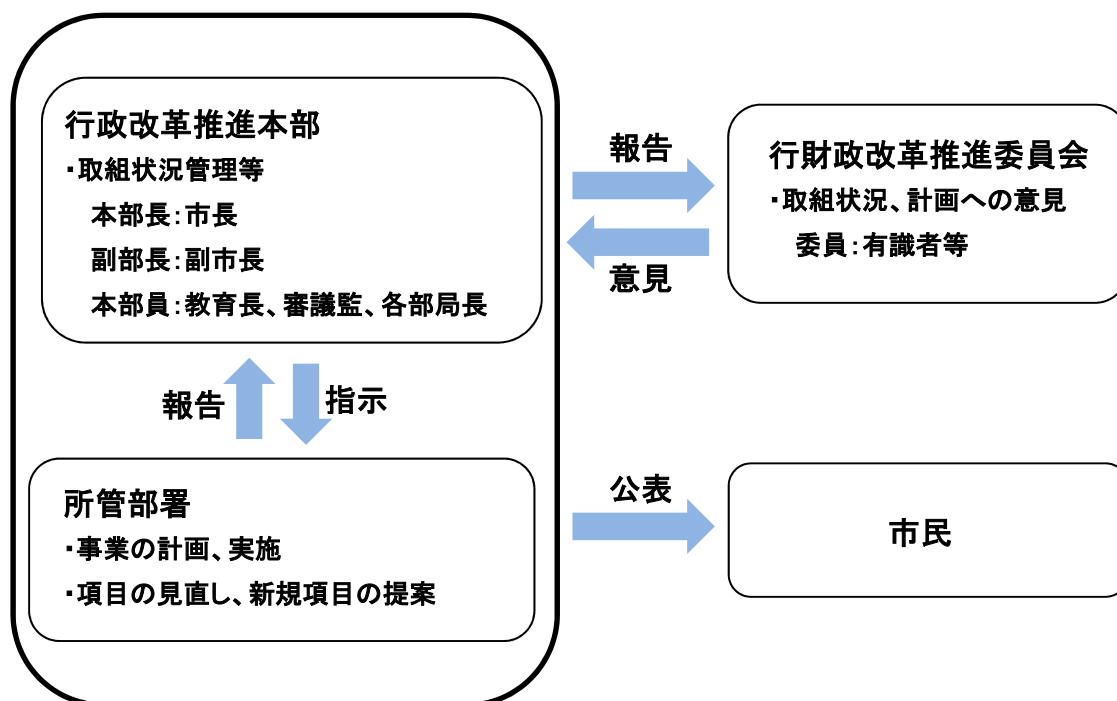 行政改革推進本部
・取組状況管理等
本部長：市長
副部長：副市長
本部員：教育長、審議監、各部局長
報告
意見
行財政改革推進委員会
・取組状況、計画への意見
委員：有識者等
報告
指示
所管部署
・事業の計画、実施
・項目の見直し、新規項目の提案
公表
市民